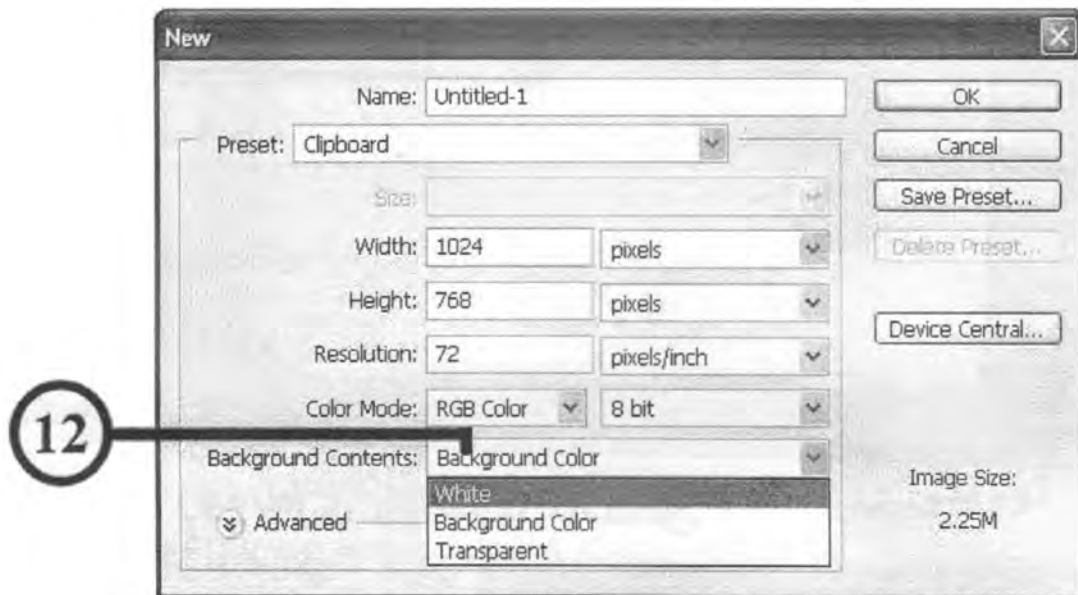 New
Name: Untitled-1
OK
Preset: Clipboard
Cancel
Size:
Save Preset...
Width: 1024 pixels
Delete Preset...
Height: 768 pixels
Device Central...
Resolution: 72 pixels/inch
12
Color Mode: RGB Color 8 bit
Background Contents: Background Color
White
Image Size:
Advanced
Background Color
2.25M
Transparent